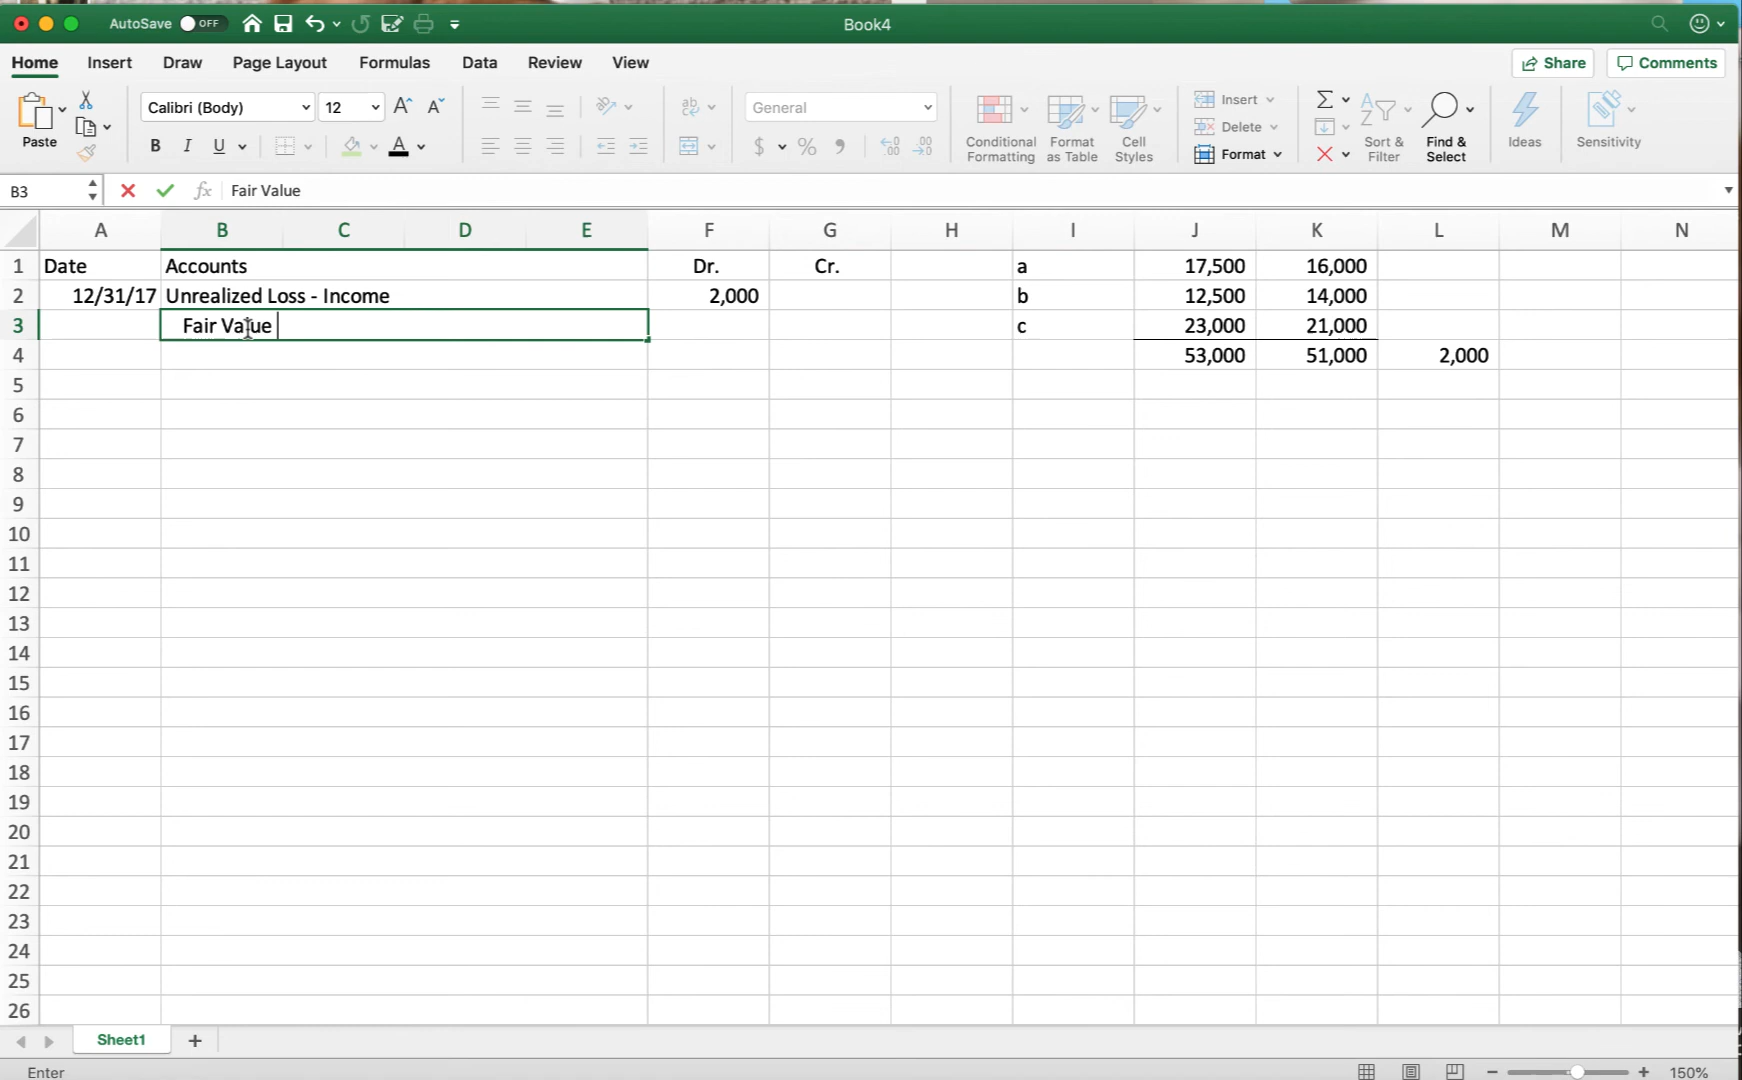 AutoSave OFF Book4
Home Insert Draw Page Layout Formulas Data Review View Share Comments
Paste Calibri (Body) 12 A^ Aˇ B I U A ab General $ % Conditional Formatting Format as Table Cell Styles Insert Delete Format Σ Sort & Filter Find & Select Ideas Sensitivity
B3 fx Fair Value
A B C D E F G H I J K L M N
1 Date Accounts Dr. Cr. a 17,500 16,000
2 12/31/17 Unrealized Loss - Income 2,000 b 12,500 14,000
3 Fair Value c 23,000 21,000
4 53,000 51,000 2,000
5
6
7
8
9
10
11
12
13
14
15
16
17
18
19
20
21
22
23
24
25
26
Sheet1 +
Enter 150%